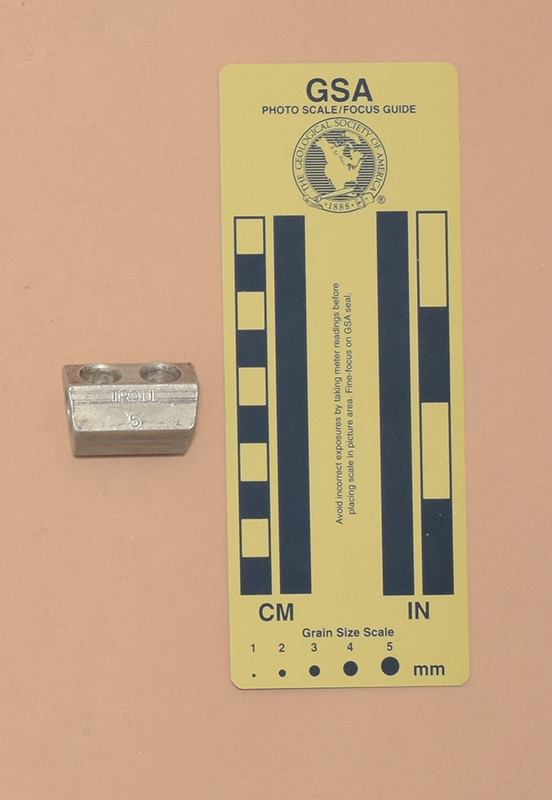 GSA
PHOTO SCALE/FOCUS GUIDE
THE GEOLOGICAL SOCIETY OF AMERICA
·1888·
®
TROLL
5
Avoid incorrect exposures by taking meter readings before
placing scale in picture area. Fine-focus on GSA seal.
CM
IN
Grain Size Scale
1 2 3 4 5
mm